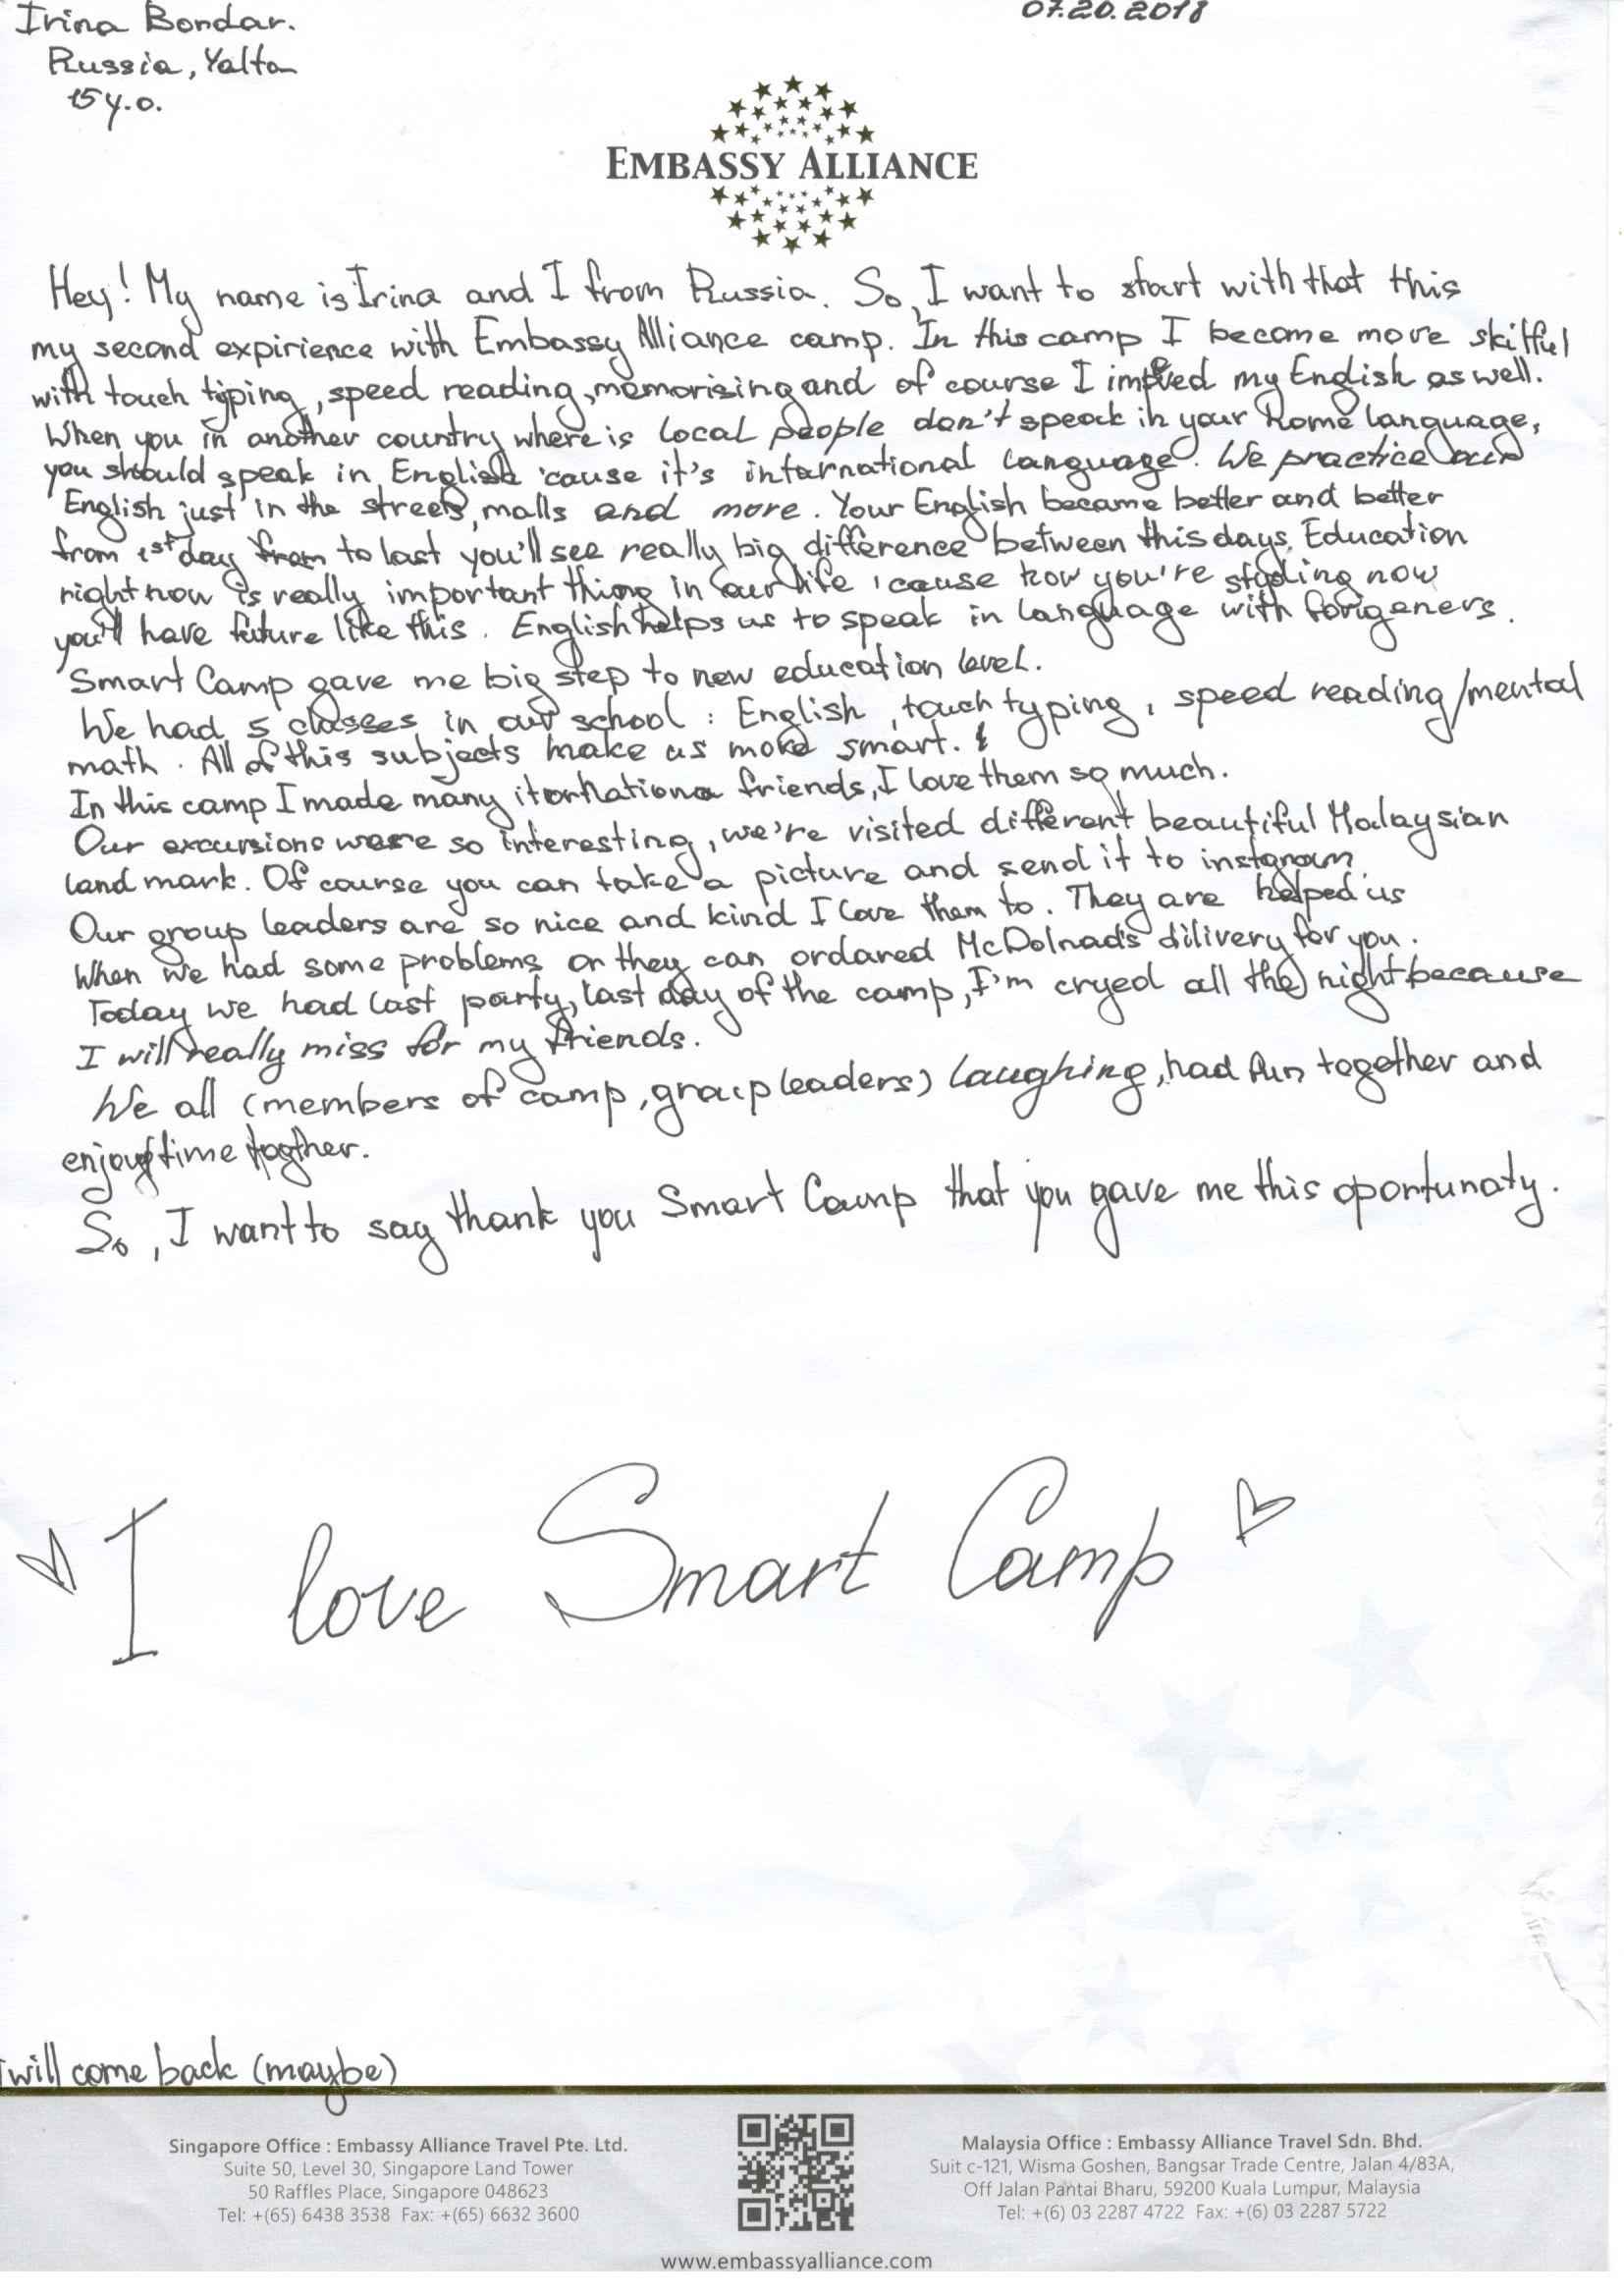 Irina Bondar.
07.20.2018
Russia, Yalta
15 y.o.
EMBASSY ALLIANCE
Hey! My name is Irina and I from Russia. So, I want to start with that this
my second expirience with Embassy Alliance camp. In this camp I become more skilful
with touch typing, speed reading, memorising and of course I imp ved my English as well.
When you in another country where is local people don't speak in your home language,
you should speak in English 'cause it's international language. We practice our
English just in the streets, malls and more. Your English became better and better
from 1st day from to last you'll see really big difference between this days. Education
right now is really important thing in our life 'cause how you're studing now
you'll have future like this. English helps us to speak in language with forigeners.
Smart Camp gave me big step to new education level.
We had 5 classes in our school: English, touch typing, speed reading/mental
math. All of this subjects make us more smart.
In this camp I made many friends, I love them so much.
Our excursions were so interesting, we're visited different beautiful Malaysian
land mark. Of course you can take a picture and send it to instagram
Our group leaders are so nice and kind I love them to. They are helped us
When we had some problems or they can ordared McDolnad's dilivery for you.
Today we had last party, last day of the camp, I'm cryed all the night because
I will really miss for my friends.
We all (members of camp, group leaders) laughing, had fun together and
enjoy time togther.
So, I want to say thank you Smart Camp that you gave me this oportunaty.
I love Smart Camp
I will come back (maybe)
Singapore Office : Embassy Alliance Travel Pte. Ltd.
Suite 50, Level 30, Singapore Land Tower
50 Raffles Place, Singapore 048623
Tel: +(65) 6438 3538 Fax: +(65) 6632 3600
Malaysia Office : Embassy Alliance Travel Sdn. Bhd.
Suit c-121, Wisma Goshen, Bangsar Trade Centre, Jalan 4/83A,
Off Jalan Pantai Bharu, 59200 Kuala Lumpur, Malaysia
Tel: +(6) 03 2287 4722 Fax: +(6) 03 2287 5722
www.embassyalliance.com